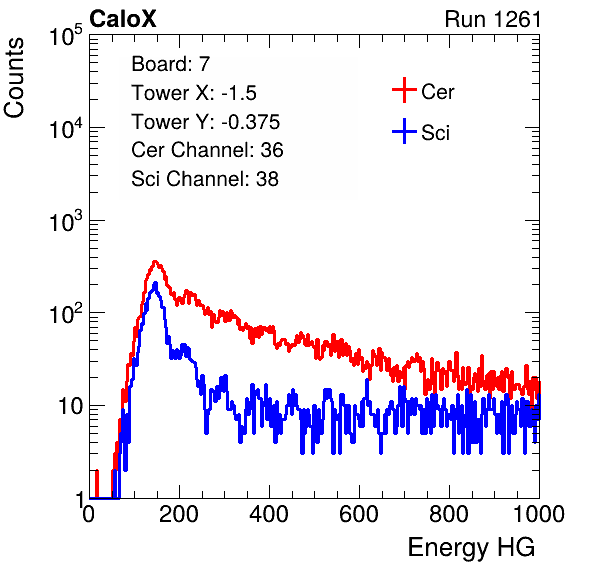 CaloX Run 1261
Counts
Board: 7
Tower X: -1.5
Tower Y: -0.375
Cer Channel: 36
Sci Channel: 38
Cer
Sci
10^5
10^4
10^3
10^2
10
1
0 200 400 600 800 1000
Energy HG